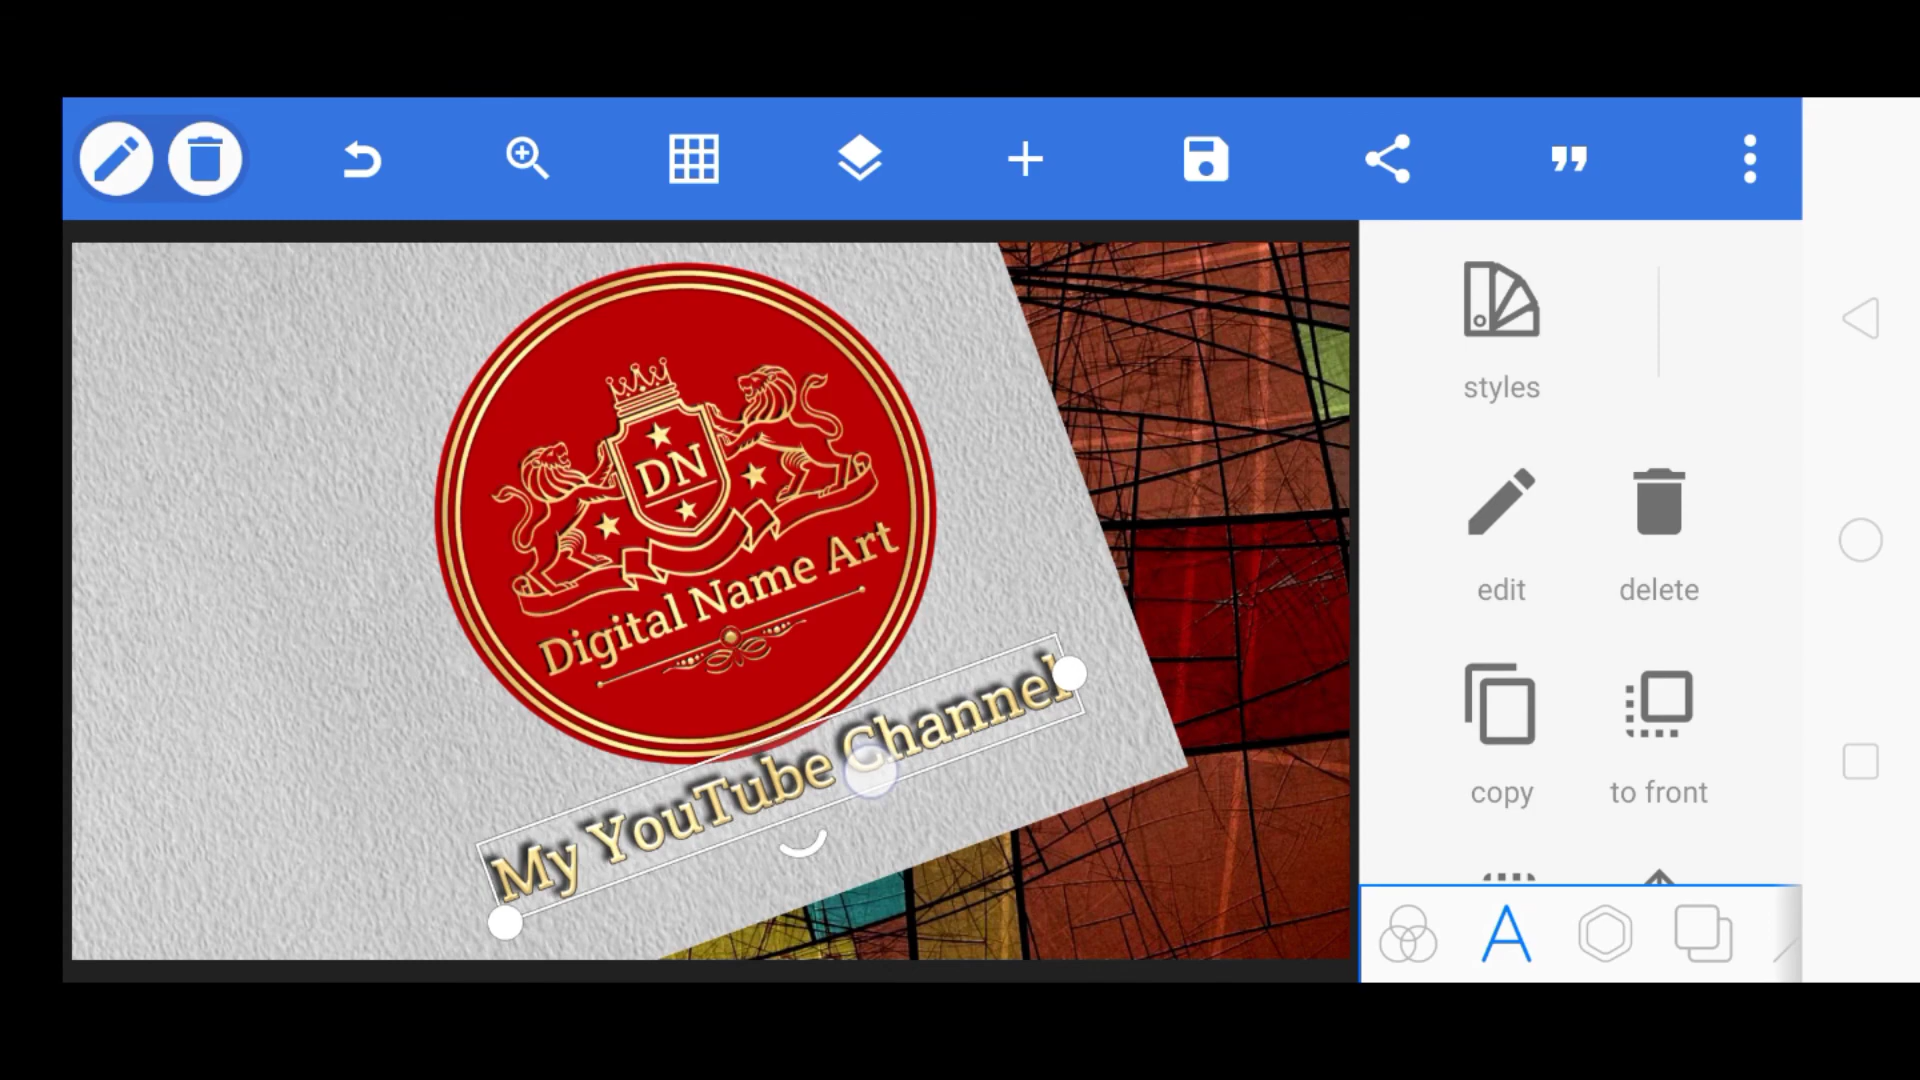 styles
DN
edit
delete
Digital Name Art
My YouTube Channel
copy
to front